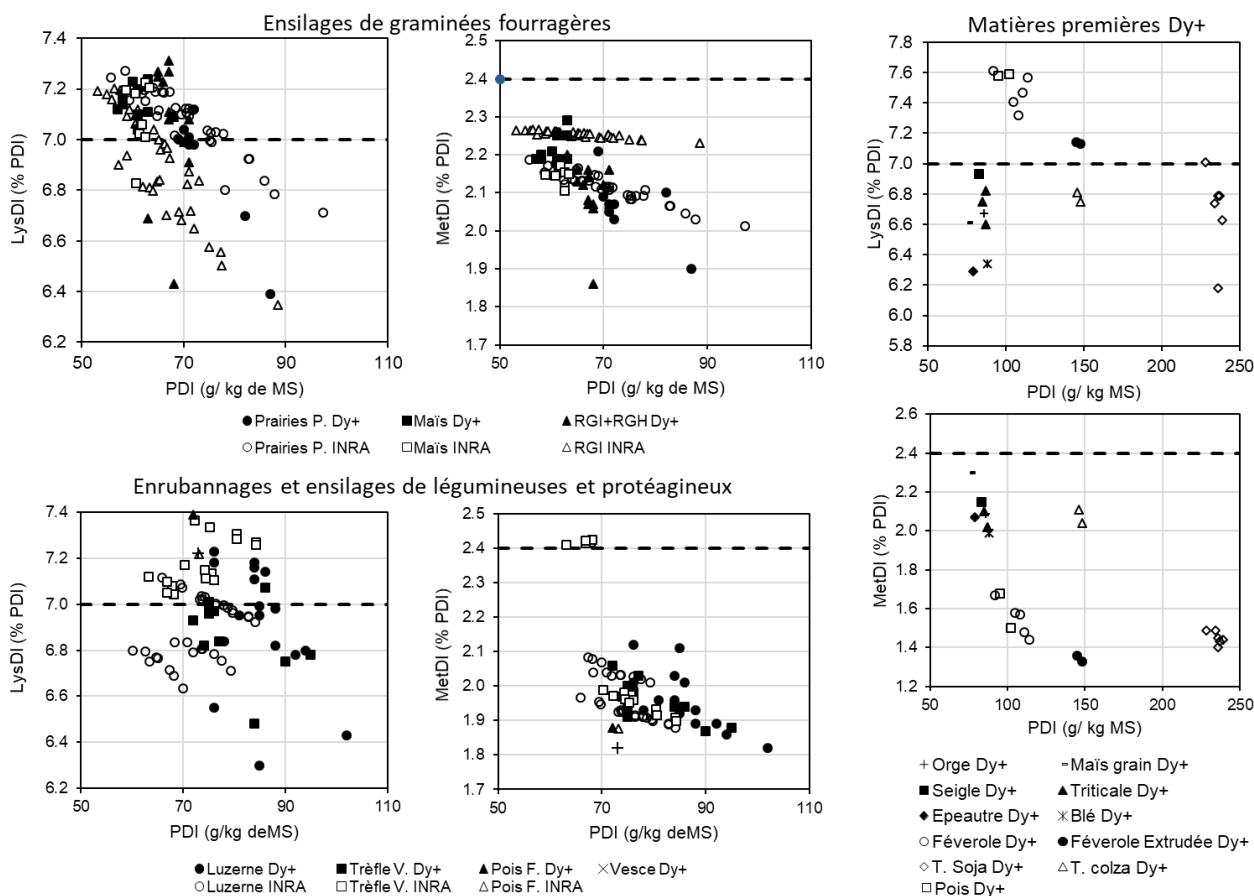 Ensilages de graminées fourragères
7.4
7.2
7.0
6.8
6.6
6.4
6.2
LysDI (% PDI)
50 70 90 110
PDI (g/ kg de MS)
2.5
2.4
2.3
2.2
2.1
2.0
1.9
1.8
1.7
MetDI (% PDI)
50 70 90 110
PDI (g/ kg de MS)
Prairies P. Dy+ Maïs Dy+ RGI+RGH Dy+
Prairies P. INRA Maïs INRA RGI INRA
Enrubannages et ensilages de légumineuses et protéagineux
7.4
7.2
7.0
6.8
6.6
6.4
6.2
LysDI (% PDI)
50 70 90 110
PDI (g/kg deMS)
2.5
2.4
2.3
2.2
2.1
2.0
1.9
1.8
1.7
MetDI (% PDI)
50 70 90 110
PDI (g/kg deMS)
Luzerne Dy+ Trèfle V. Dy+ Pois F. Dy+ Vesce Dy+
Luzerne INRA Trèfle V. INRA Pois F. INRA
Matières premières Dy+
7.8
7.6
7.4
7.2
7.0
6.8
6.6
6.4
6.2
6.0
5.8
LysDI (% PDI)
50 100 150 200 250
PDI (g/ kg MS)
2.6
2.4
2.2
2.0
1.8
1.6
1.4
1.2
MetDI (% PDI)
50 100 150 200 250
PDI (g/ kg MS)
Orge Dy+ Maïs grain Dy+
Seigle Dy+ Triticale Dy+
Epeautre Dy+ Blé Dy+
Féverole Dy+ Féverole Extrudée Dy+
T. Soja Dy+ T. colza Dy+
Pois Dy+